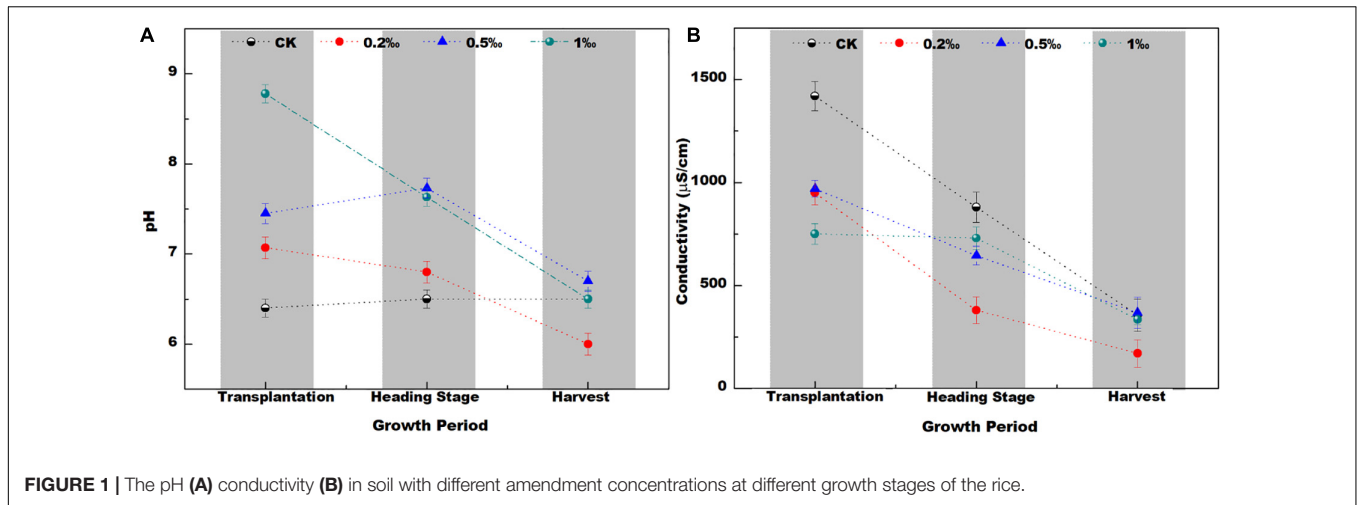 A
CK 0.2‰ 0.5‰ 1‰
9
8
7
6
pH
Transplantation Heading Stage Harvest
Growth Period
B
CK 0.2‰ 0.5‰ 1‰
1500
1000
500
0
Conductivity (µS/cm)
Transplantation Heading Stage Harvest
Growth Period
FIGURE 1 | The pH (A) conductivity (B) in soil with different amendment concentrations at different growth stages of the rice.